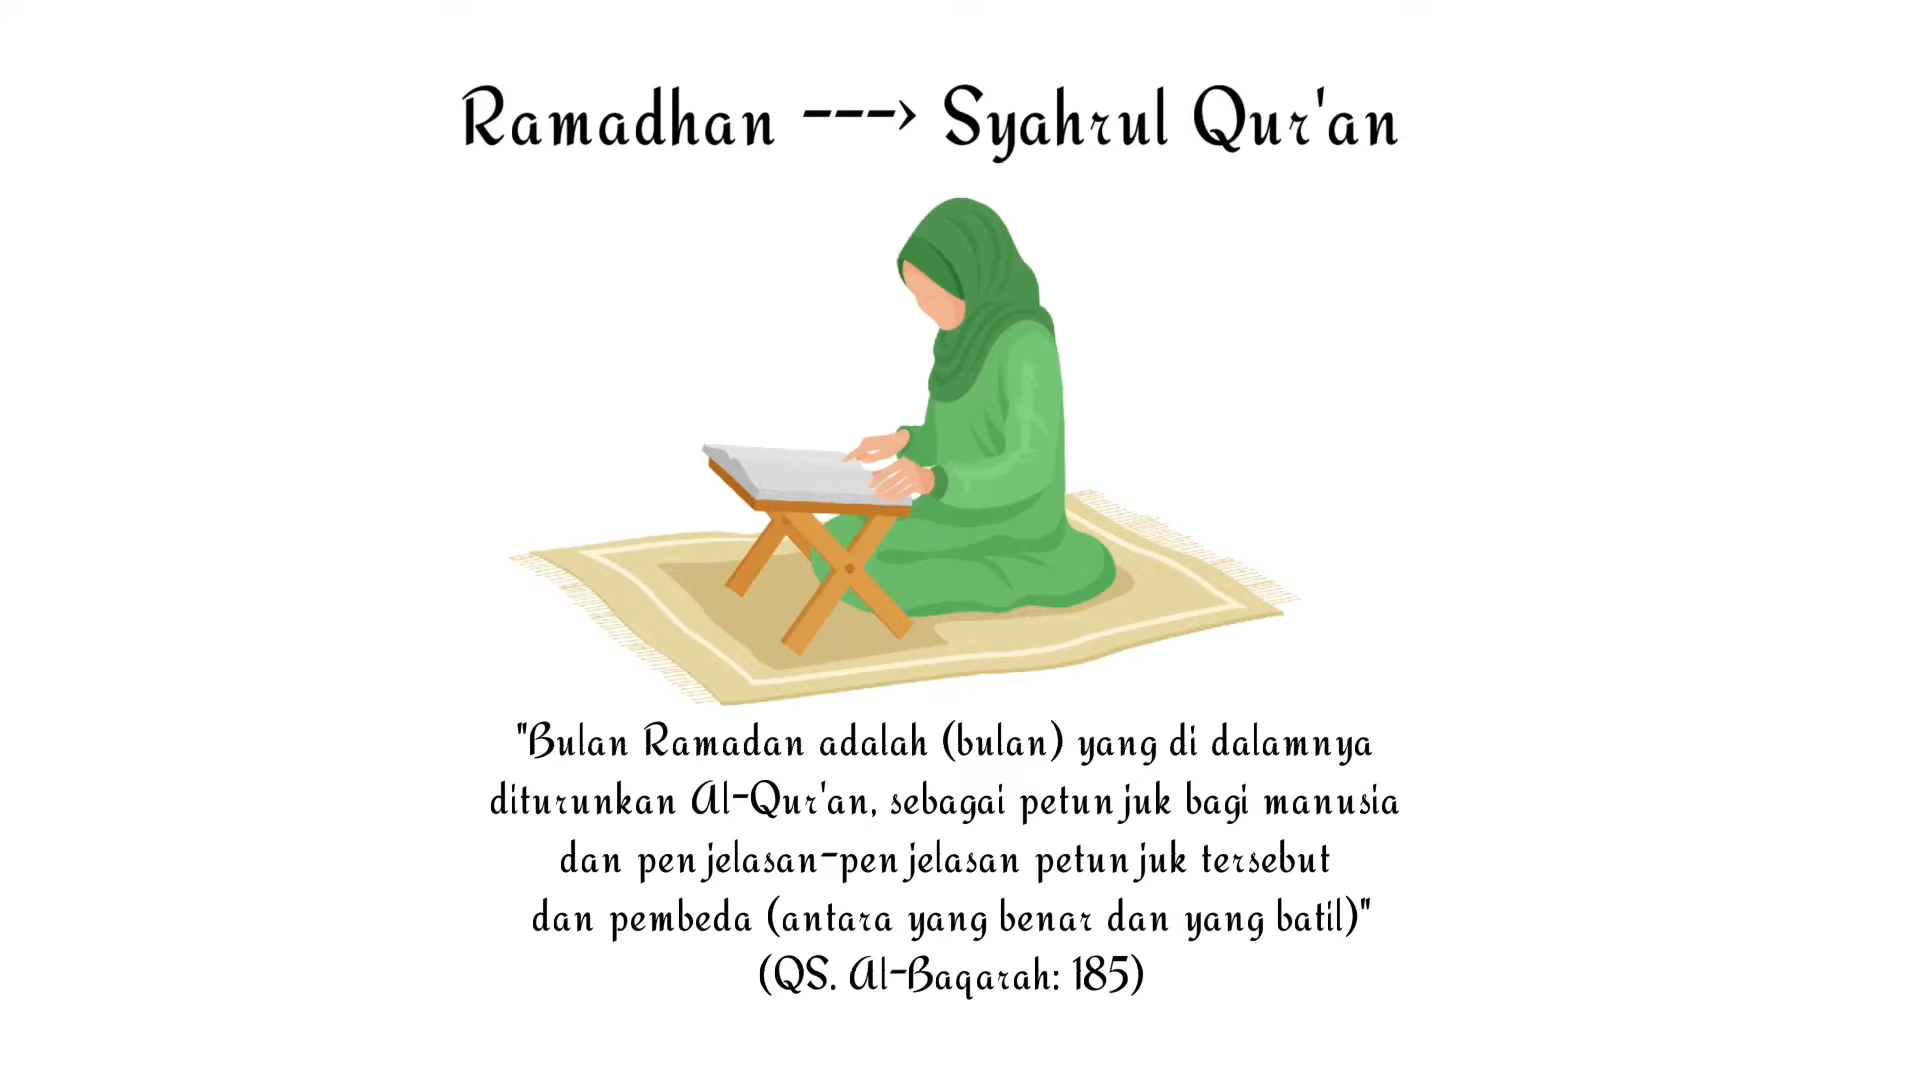 Ramadhan ---> Syahrul Qur'an
"Bulan Ramadan adalah (bulan) yang di dalamnya
diturunkan Al-Qur'an, sebagai petunjuk bagi manusia
dan penjelasan-penjelasan petunjuk tersebut
dan pembeda (antara yang benar dan yang batil)"
(QS. Al-Baqarah: 185)